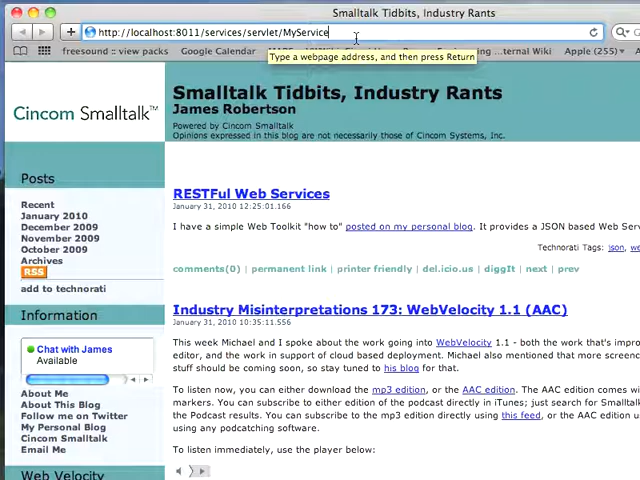 Smalltalk Tidbits, Industry Rants
http://localhost:8011/services/servlet/MyService
freesound :: view posts
Google Calendar
ternal Wiki
Apple (255)
Type a webpage address, and then press Return
Cincom Smalltalk™
Smalltalk Tidbits, Industry Rants
James Robertson
Powered by Cincom Smalltalk
Opinions expressed in this blog are not necessarily those of Cincom Systems, Inc.
Posts
Recent
January 2010
December 2009
November 2009
October 2009
Archives
RSS
add to technorati
Information
Chat with James
Available
About Me
About This Blog
Follow me on Twitter
My Personal Blog
Cincom Smalltalk
Email Me
Web Velocity
RESTFul Web Services
January 31, 2010 12:25:01.166
I have a simple Web Toolkit "how to" posted on my personal blog. It provides a JSON based Web Serv
Technorati Tags: json, we
comments(0) | permanent link | printer friendly | del.icio.us | diggIt | next | prev
Industry Misinterpretations 173: WebVelocity 1.1 (AAC)
January 31, 2010 10:35:11.556
This week Michael and I spoke about the work going into WebVelocity 1.1 - both the work that's impro
editor, and the work in support of cloud based deployment. Michael also mentioned that more screenc
stuff should be coming soon, so stay tuned to his blog for that.
To listen now, you can either download the mp3 edition, or the AAC edition. The AAC edition comes wi
markers. You can subscribe to either edition of the podcast directly in iTunes; just search for Smalltalk
the Podcast results. You can subscribe to the mp3 edition directly using this feed, or the AAC edition u
using any podcatching software.
To listen immediately, use the player below: